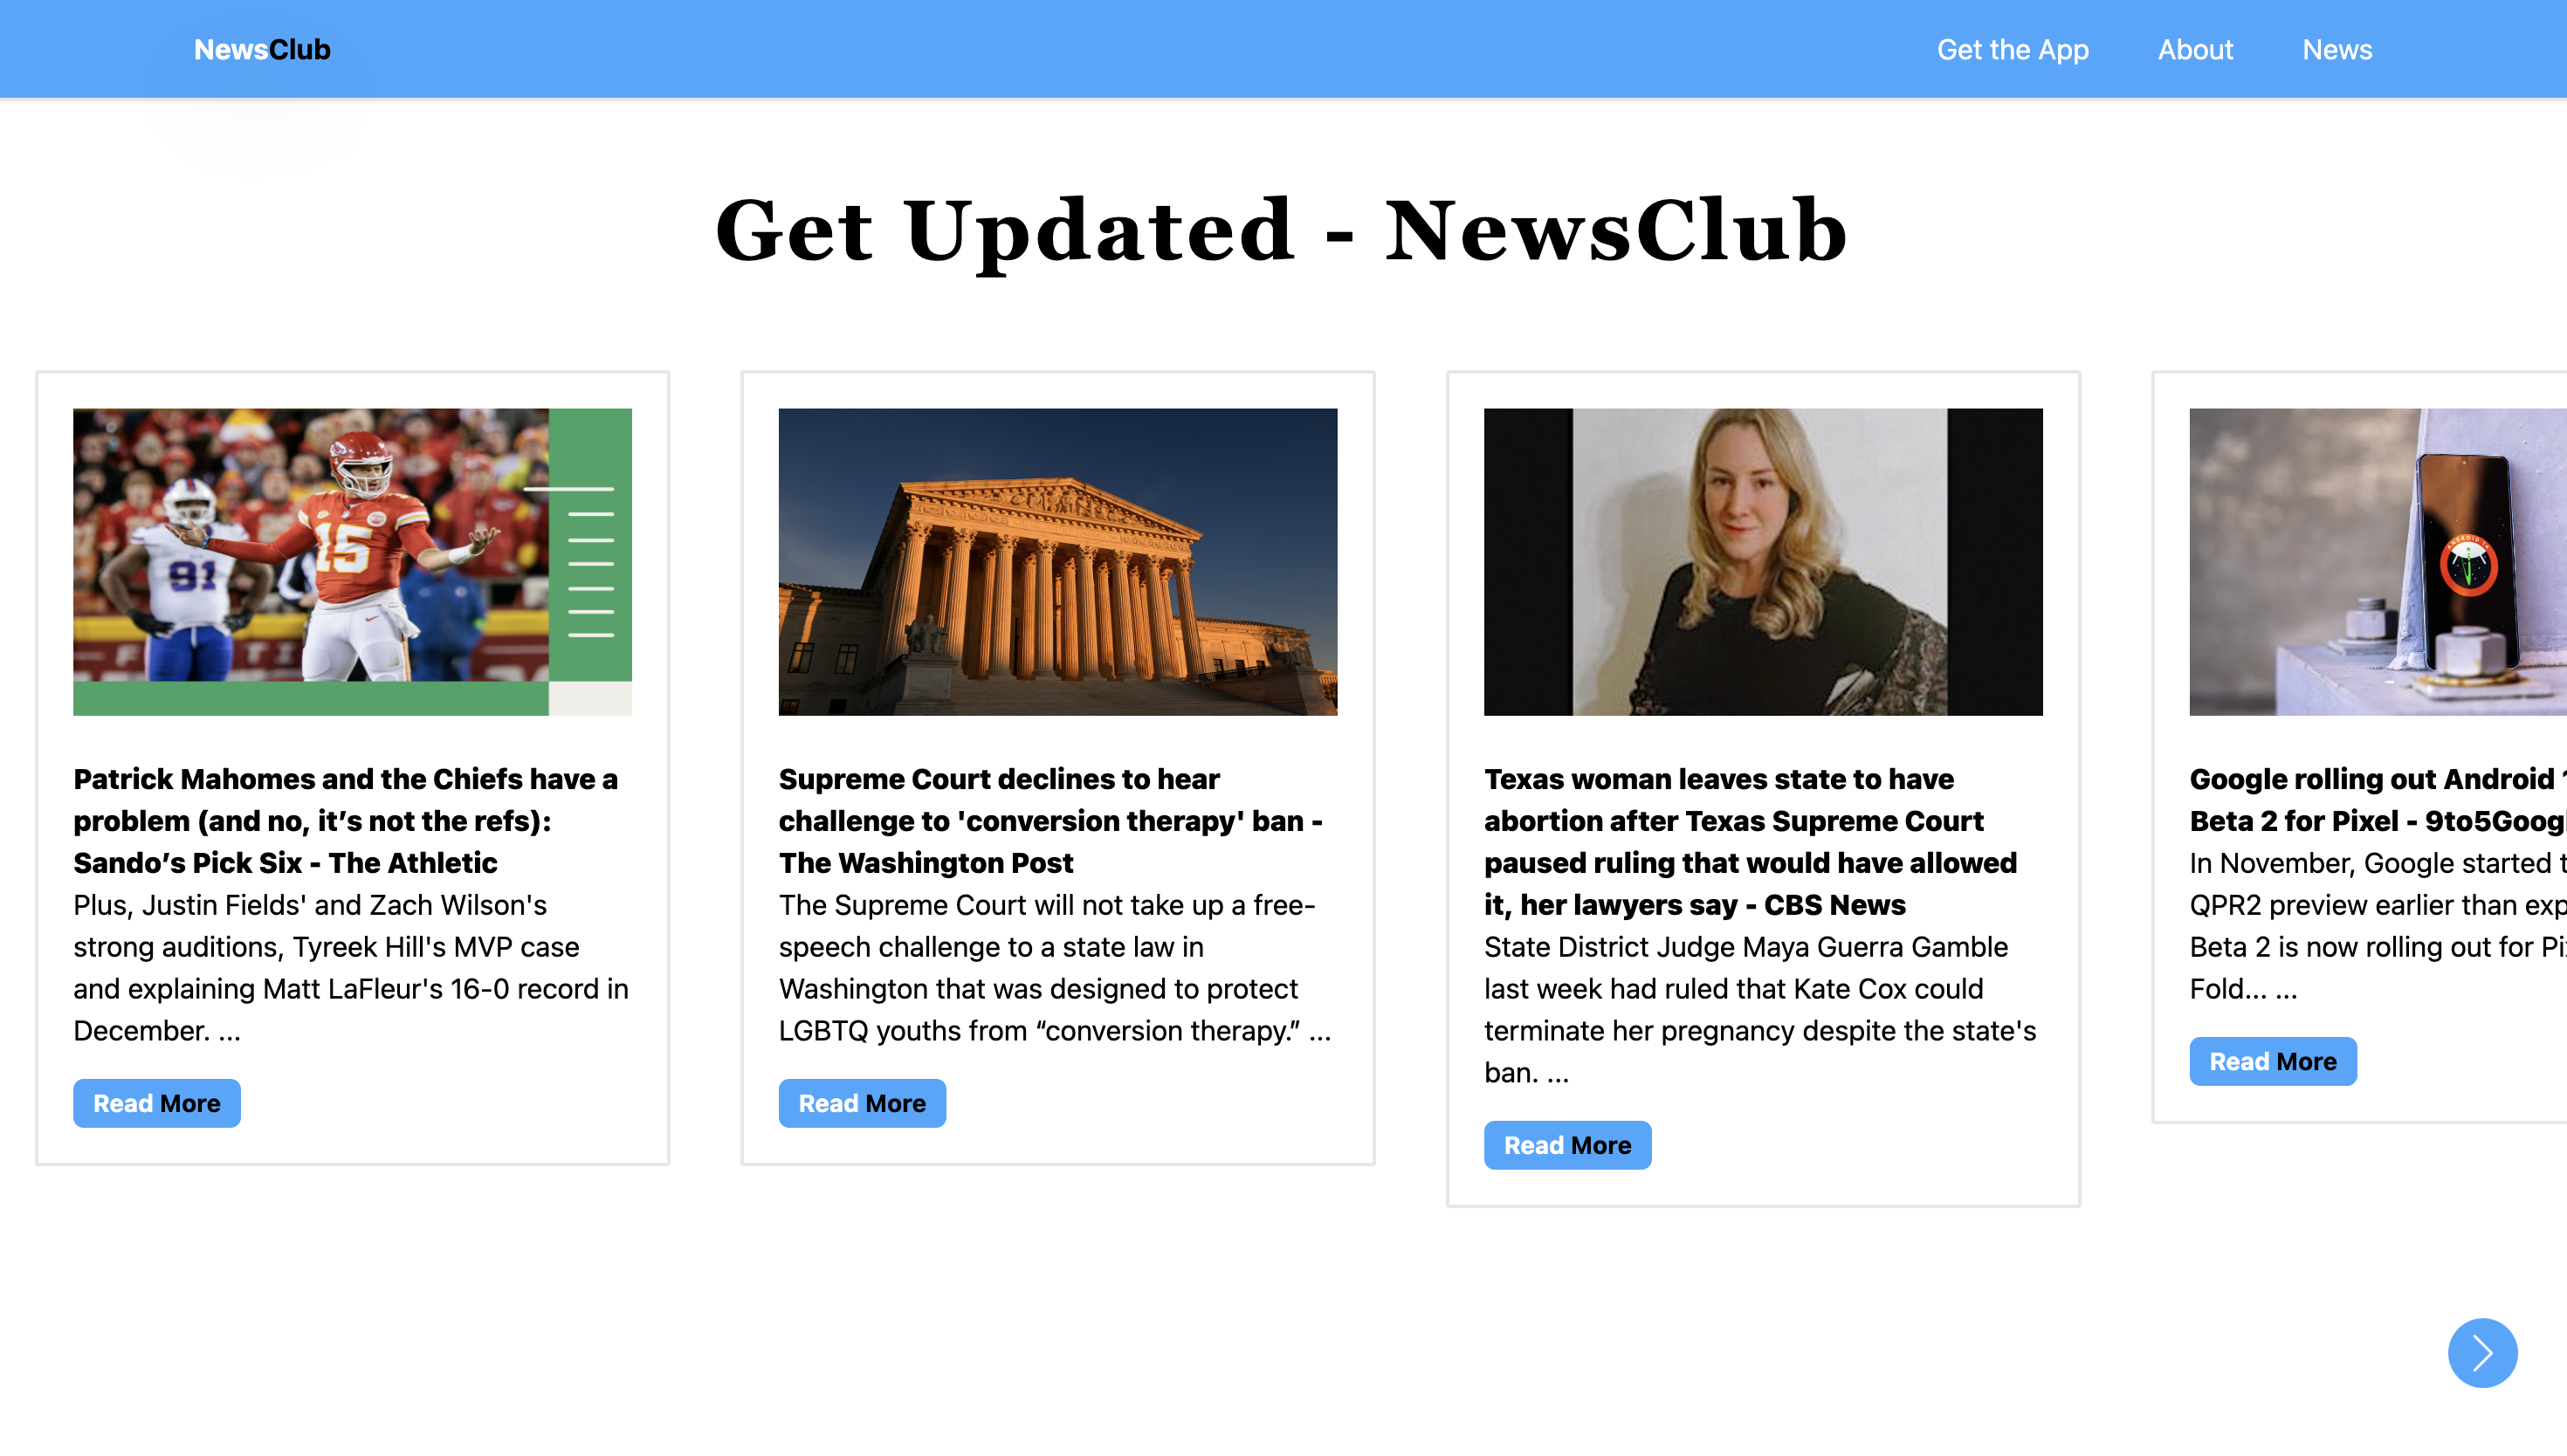 NewsClub
Get the App
About
News
Get Updated - NewsClub
91
15
Patrick Mahomes and the Chiefs have a
problem (and no, it’s not the refs):
Sando’s Pick Six - The Athletic
Plus, Justin Fields' and Zach Wilson's
strong auditions, Tyreek Hill's MVP case
and explaining Matt LaFleur's 16-0 record in
December. ...
Read More
Supreme Court declines to hear
challenge to 'conversion therapy' ban -
The Washington Post
The Supreme Court will not take up a free-
speech challenge to a state law in
Washington that was designed to protect
LGBTQ youths from “conversion therapy.” ...
Read More
Texas woman leaves state to have
abortion after Texas Supreme Court
paused ruling that would have allowed
it, her lawyers say - CBS News
State District Judge Maya Guerra Gamble
last week had ruled that Kate Cox could
terminate her pregnancy despite the state's
ban. ...
Read More
ANDROID 14
Google rolling out Android
Beta 2 for Pixel - 9to5Goog
In November, Google started
QPR2 preview earlier than
Beta 2 is now rolling out for
Fold... ...
Read More